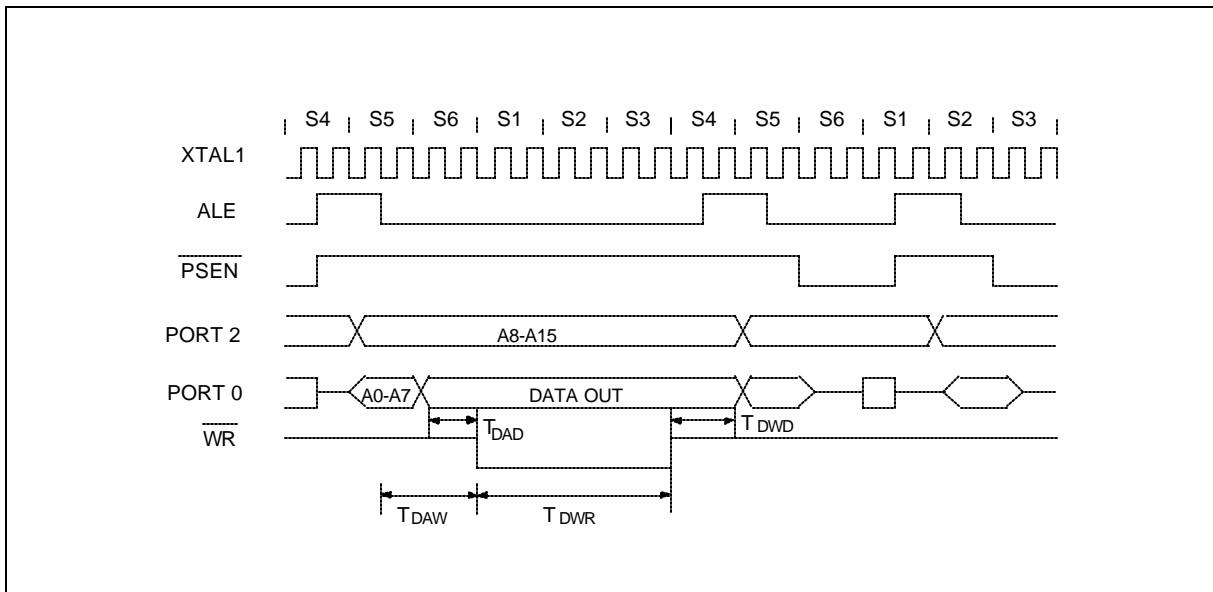 S4 S5 S6 S1 S2 S3 S4 S5 S6 S1 S2 S3
XTAL1
ALE
PSEN
PORT 2 A8-A15
PORT 0 A0-A7 DATA OUT
WR TDAD TDWD
TDAW TDWR